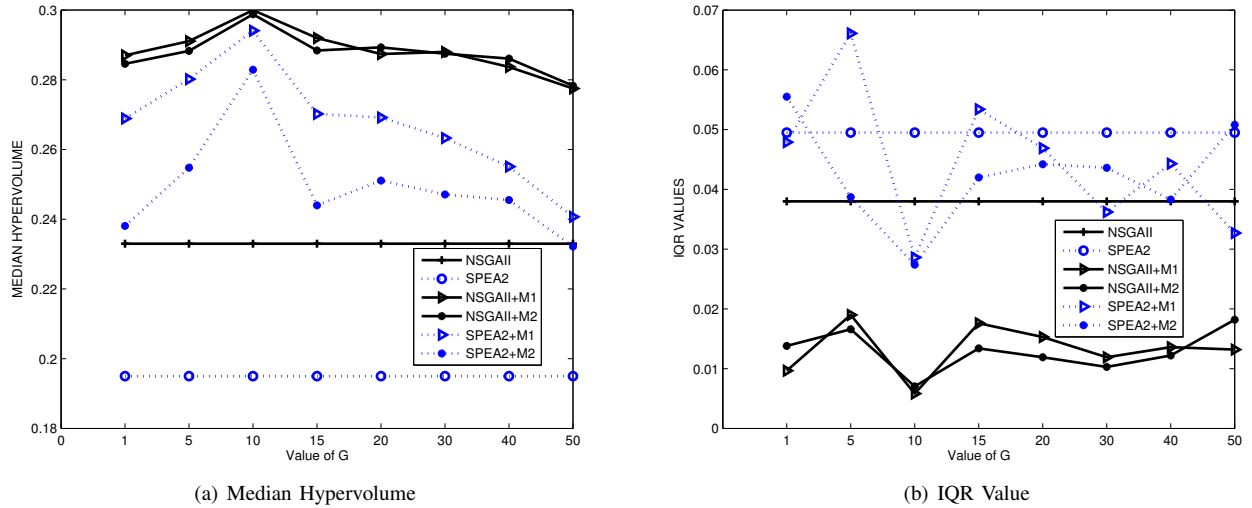 0.3
0.28
0.26
0.24
0.22
0.2
0.18
MEDIAN HYPERVOLUME
0 1 5 10 15 20 30 40 50
Value of G
NSGAII
SPEA2
NSGAII+M1
NSGAII+M2
SPEA2+M1
SPEA2+M2
(a) Median Hypervolume
0.07
0.06
0.05
0.04
0.03
0.02
0.01
0
IQR VALUES
1 5 10 15 20 30 40 50
Value of G
NSGAII
SPEA2
NSGAII+M1
NSGAII+M2
SPEA2+M1
SPEA2+M2
(b) IQR Value